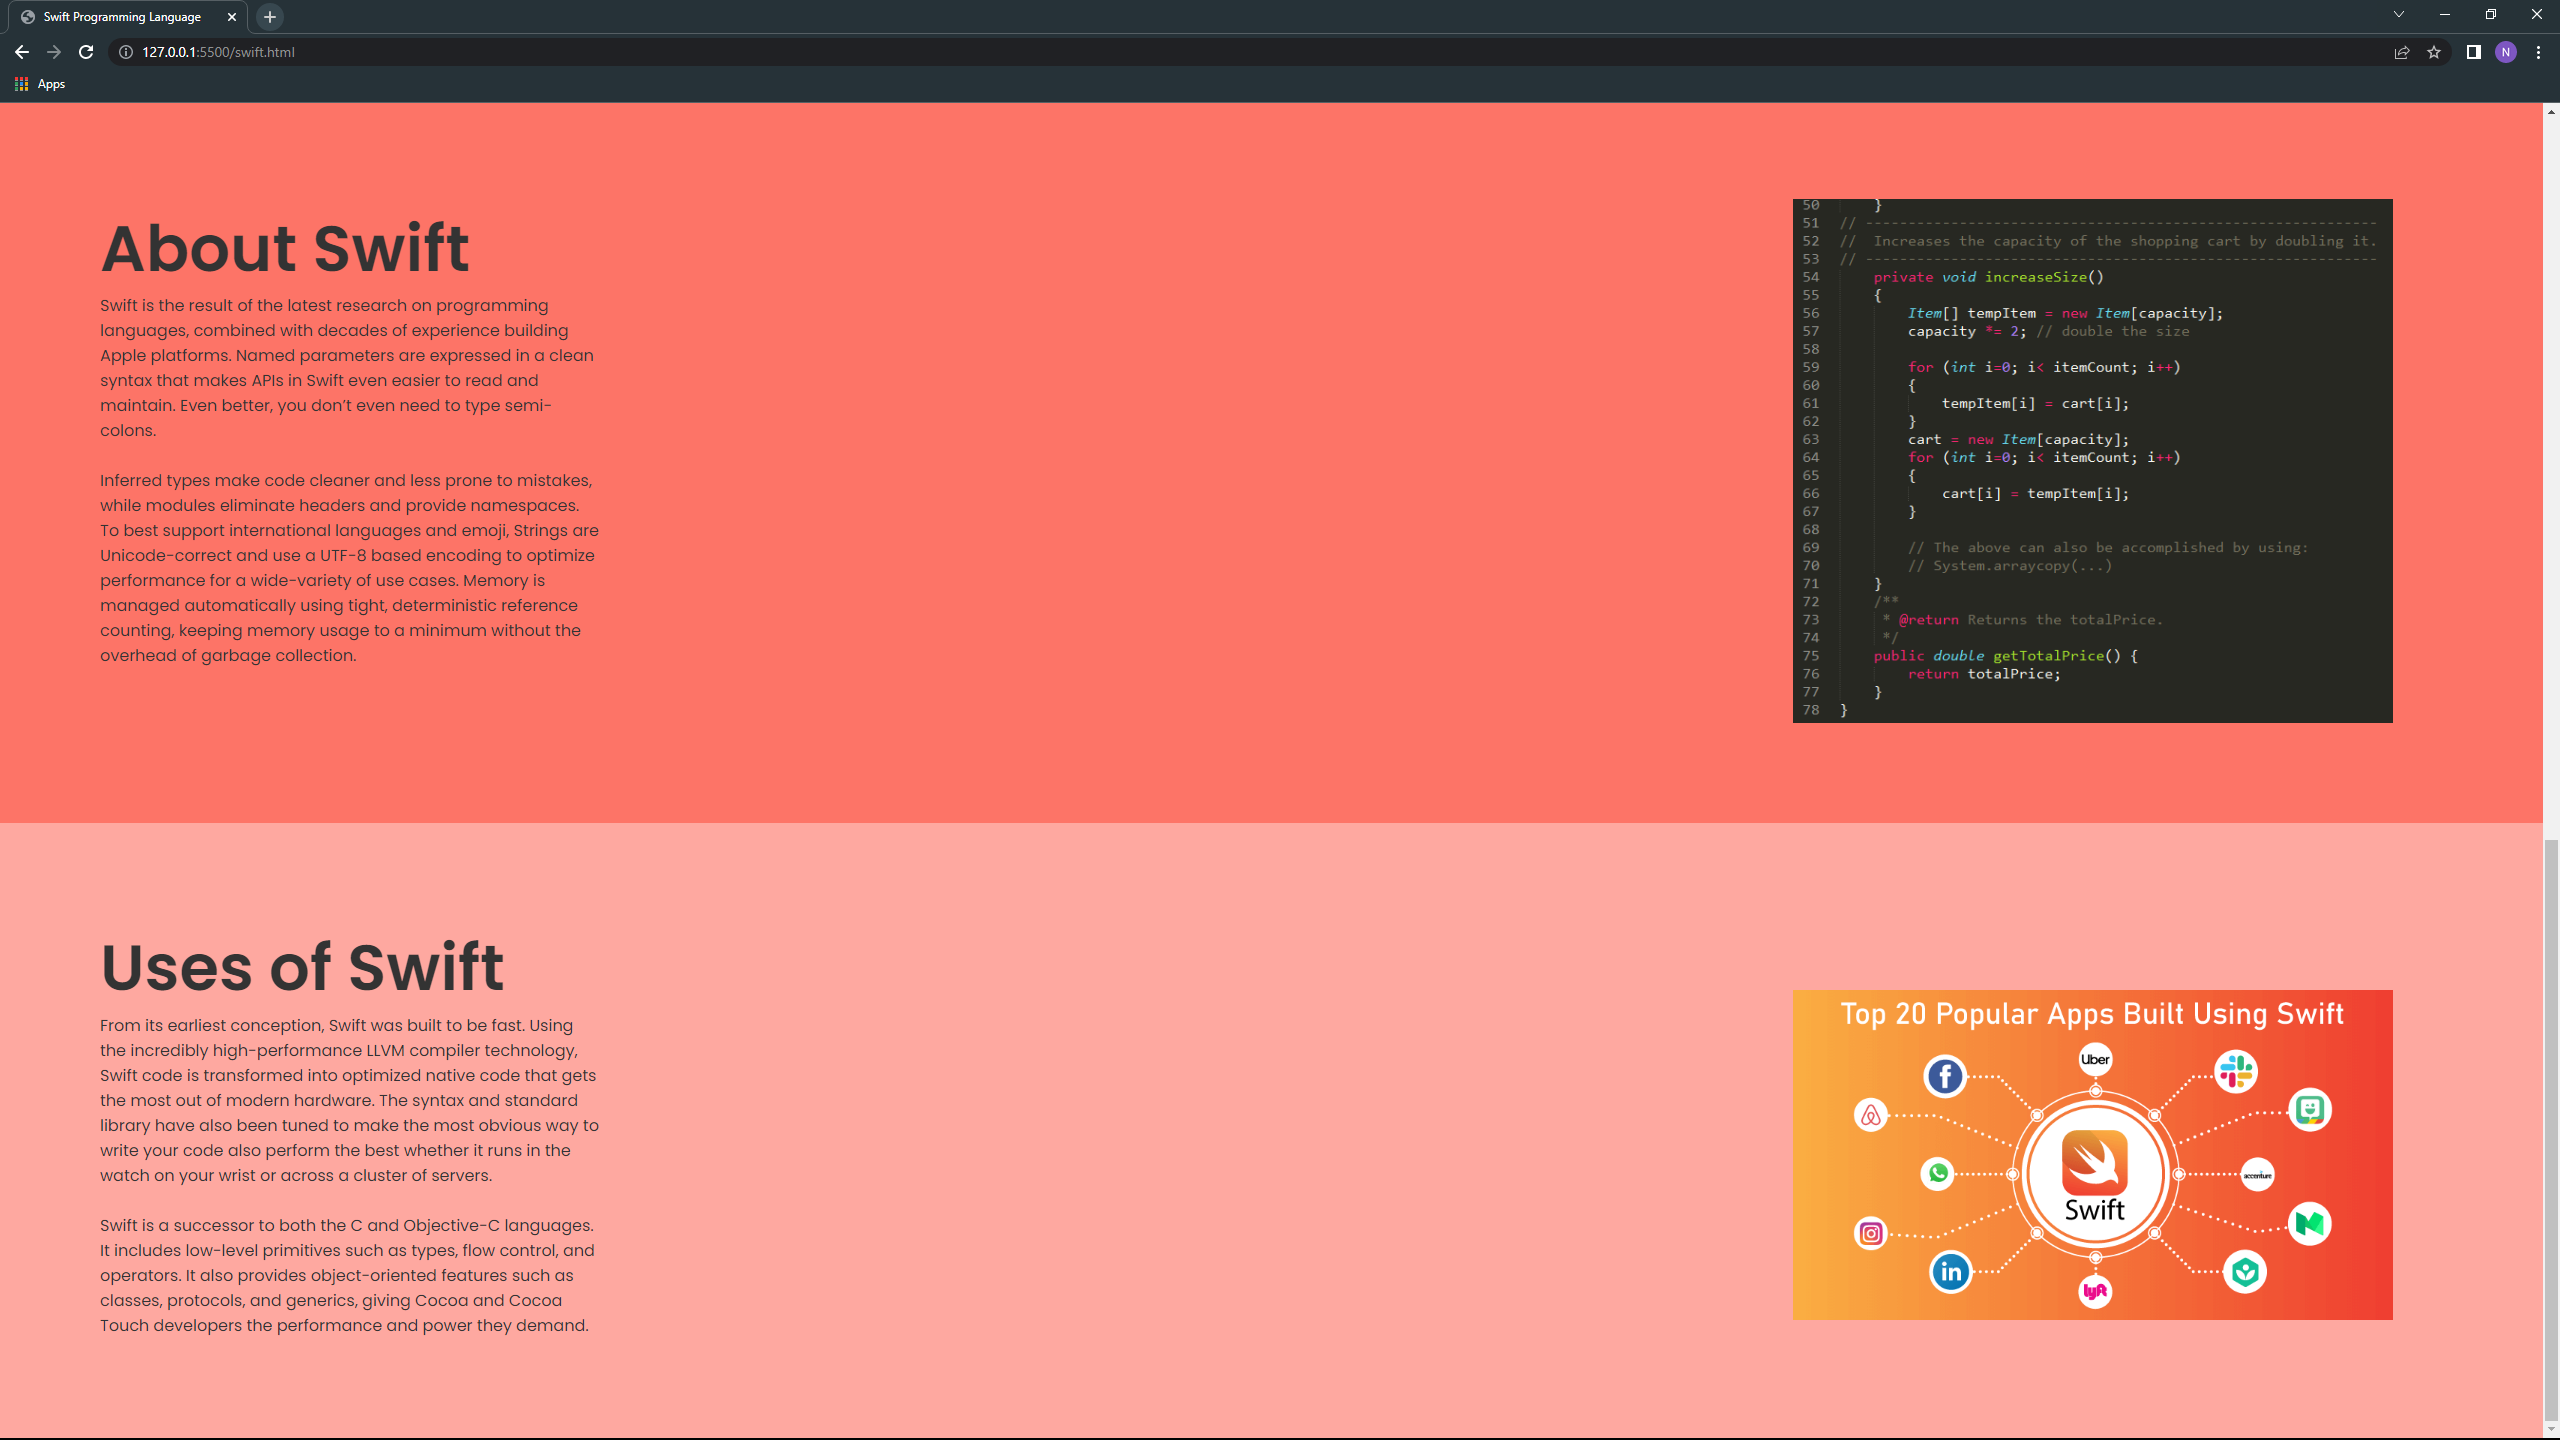 Swift Programming Language
127.0.0.1:5500/swift.html
N
Apps
About Swift
Swift is the result of the latest research on programming
languages, combined with decades of experience building
Apple platforms. Named parameters are expressed in a clean
syntax that makes APIs in Swift even easier to read and
maintain. Even better, you don’t even need to type semi-
colons.
Inferred types make code cleaner and less prone to mistakes,
while modules eliminate headers and provide namespaces.
To best support international languages and emoji, Strings are
Unicode-correct and use a UTF-8 based encoding to optimize
performance for a wide-variety of use cases. Memory is
managed automatically using tight, deterministic reference
counting, keeping memory usage to a minimum without the
overhead of garbage collection.
50 }
51 // ------------------------------------------------------------
52 // Increases the capacity of the shopping cart by doubling it.
53 // ------------------------------------------------------------
54 private void increaseSize()
55 {
56 Item[] tempItem = new Item[capacity];
57 capacity *= 2; // double the size
58
59 for (int i=0; i< itemCount; i++)
60 {
61 tempItem[i] = cart[i];
62 }
63 cart = new Item[capacity];
64 for (int i=0; i< itemCount; i++)
65 {
66 cart[i] = tempItem[i];
67 }
68
69 // The above can also be accomplished by using:
70 // System.arraycopy(...)
71 }
72 /**
73 * @return Returns the totalPrice.
74 */
75 public double getTotalPrice() {
76 return totalPrice;
77 }
78 }
Uses of Swift
From its earliest conception, Swift was built to be fast. Using
the incredibly high-performance LLVM compiler technology,
Swift code is transformed into optimized native code that gets
the most out of modern hardware. The syntax and standard
library have also been tuned to make the most obvious way to
write your code also perform the best whether it runs in the
watch on your wrist or across a cluster of servers.
Swift is a successor to both the C and Objective-C languages.
It includes low-level primitives such as types, flow control, and
operators. It also provides object-oriented features such as
classes, protocols, and generics, giving Cocoa and Cocoa
Touch developers the performance and power they demand.
Top 20 Popular Apps Built Using Swift
Uber
f
accenture
Swift
in
lyft